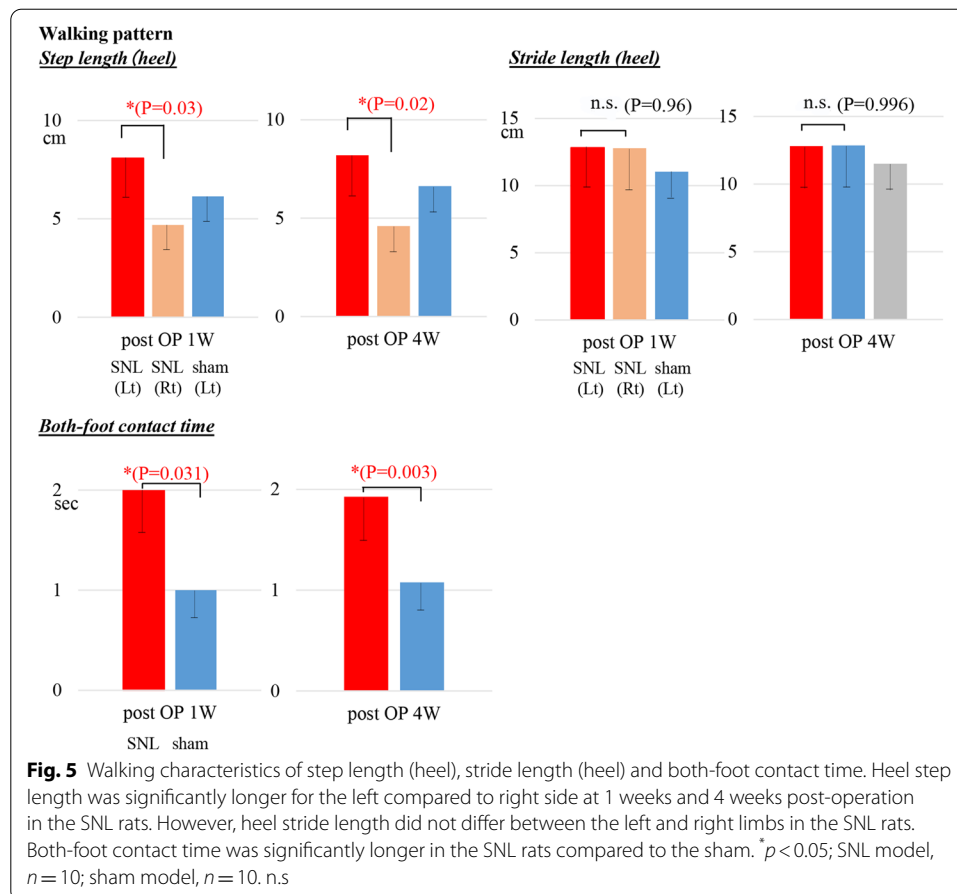 Walking pattern
Step length (heel)
*(P=0.03)
10
cm
5
0
post OP 1W
SNL (Lt) SNL (Rt) sham (Lt)
*(P=0.02)
10
5
0
post OP 4W
Stride length (heel)
n.s. (P=0.96)
15
cm
10
5
0
post OP 1W
SNL (Lt) SNL (Rt) sham (Lt)
n.s. (P=0.996)
15
10
5
0
post OP 4W
Both-foot contact time
*(P=0.031)
2
sec
1
0
post OP 1W
SNL sham
*(P=0.003)
2
1
0
post OP 4W
Fig. 5 Walking characteristics of step length (heel), stride length (heel) and both-foot contact time. Heel step
length was significantly longer for the left compared to right side at 1 weeks and 4 weeks post-operation
in the SNL rats. However, heel stride length did not differ between the left and right limbs in the SNL rats.
Both-foot contact time was significantly longer in the SNL rats compared to the sham. *p < 0.05; SNL model,
n = 10; sham model, n = 10. n.s